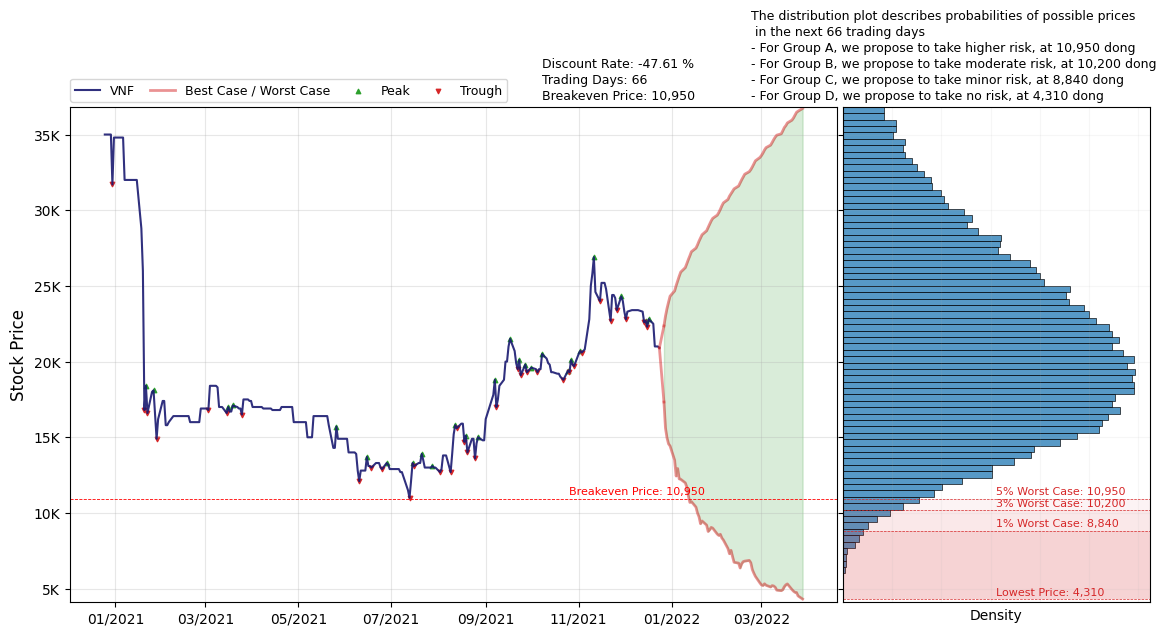 The distribution plot describes probabilities of possible prices
in the next 66 trading days
- For Group A, we propose to take higher risk, at 10,950 dong
- For Group B, we propose to take moderate risk, at 10,200 dong
- For Group C, we propose to take minor risk, at 8,840 dong
- For Group D, we propose to take no risk, at 4,310 dong
Discount Rate: -47.61 %
Trading Days: 66
Breakeven Price: 10,950
VNF
Best Case / Worst Case
Peak
Trough
Stock Price
35K
30K
25K
20K
15K
10K
5K
Breakeven Price: 10,950
5% Worst Case: 10,950
3% Worst Case: 10,200
1% Worst Case: 8,840
Lowest Price: 4,310
01/2021
03/2021
05/2021
07/2021
09/2021
11/2021
01/2022
03/2022
Density